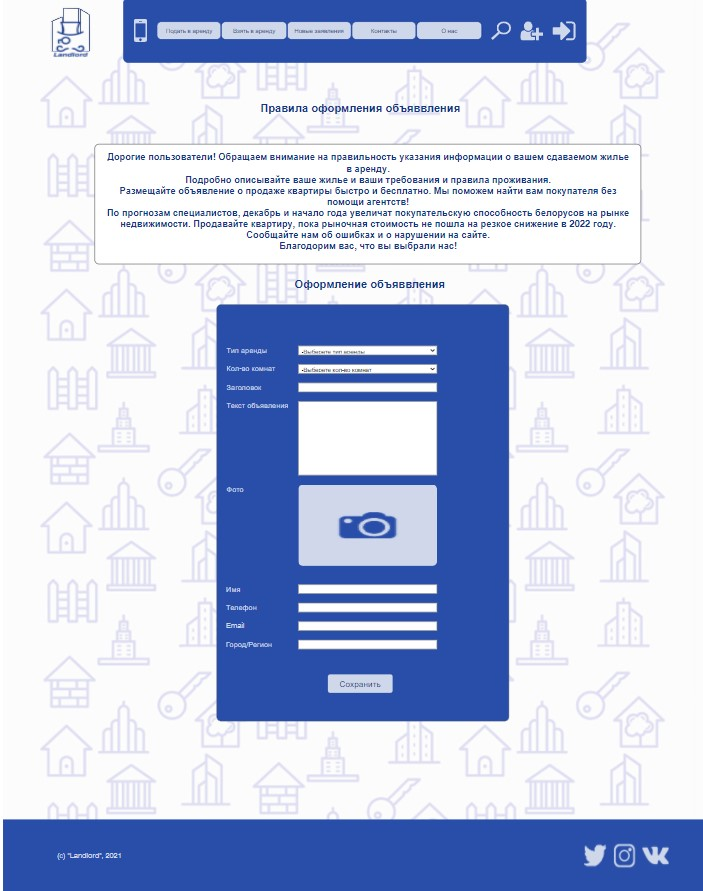 Landlord
Подать в аренду
Взять в аренду
Новые заявления
Контакты
О нас
Правила оформления объяввления
Дорогие пользователи! Обращаем внимание на правильность указания информации о вашем сдаваемом жилье
в аренду.
Подробно описывайте ваше жилье и ваши требования и правила проживания.
Размещайте объявление о продаже квартиры быстро и бесплатно. Мы поможем найти вам покупателя без
помощи агентств!
По прогнозам специалистов, декабрь и начало года увеличат покупательскую способность белорусов на рынке
недвижимости. Продавайте квартиру, пока рыночная стоимость не пошла на резкое снижение в 2022 году.
Сообщайте нам об ошибках и о нарушении на сайте.
Благодорим вас, что вы выбрали нас!
Оформление объяввления
Тип аренды
-Выберите тип аренды
Кол-во комнат
-Выберите кол-во комнат
Заголовок
Текст объявления
Фото
Имя
Телефон
Email
Город/Регион
Сохранить
(c) "Landlord", 2021